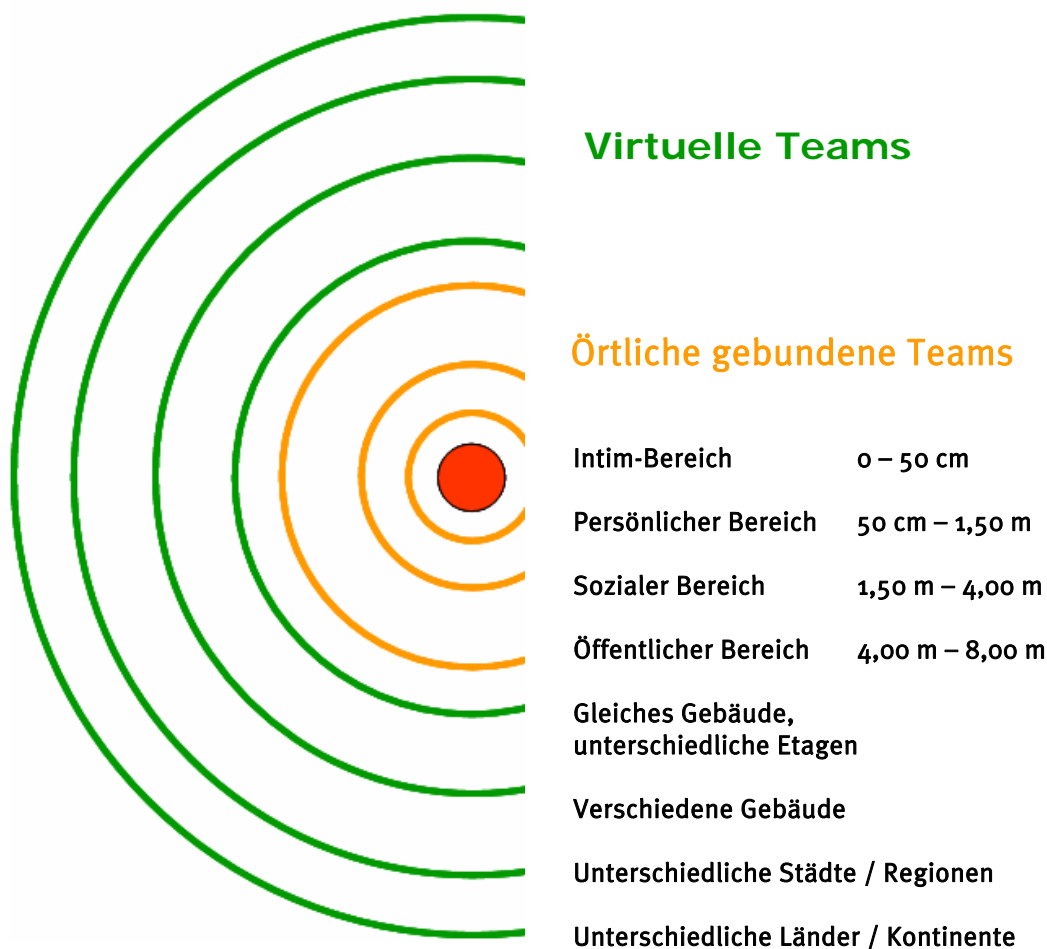 Virtuelle Teams
Örtliche gebundene Teams
Intim-Bereich 0 – 50 cm
Persönlicher Bereich 50 cm – 1,50 m
Sozialer Bereich 1,50 m – 4,00 m
Öffentlicher Bereich 4,00 m – 8,00 m
Gleiches Gebäude,
unterschiedliche Etagen
Verschiedene Gebäude
Unterschiedliche Städte / Regionen
Unterschiedliche Länder / Kontinente